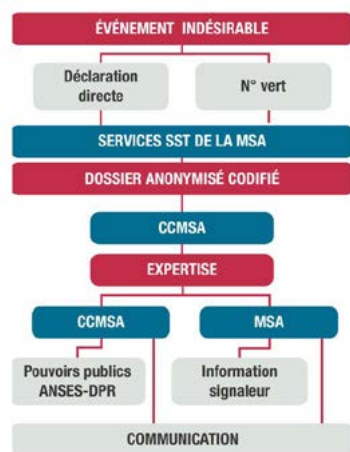 ÉVÉNEMENT INDÉSIRABLE
Déclaration
directe
N° vert
SERVICES SST DE LA MSA
DOSSIER ANONYMISÉ CODIFIÉ
CCMSA
EXPERTISE
CCMSA
MSA
Pouvoirs publics
ANSES-DPR
Information
signaleur
COMMUNICATION